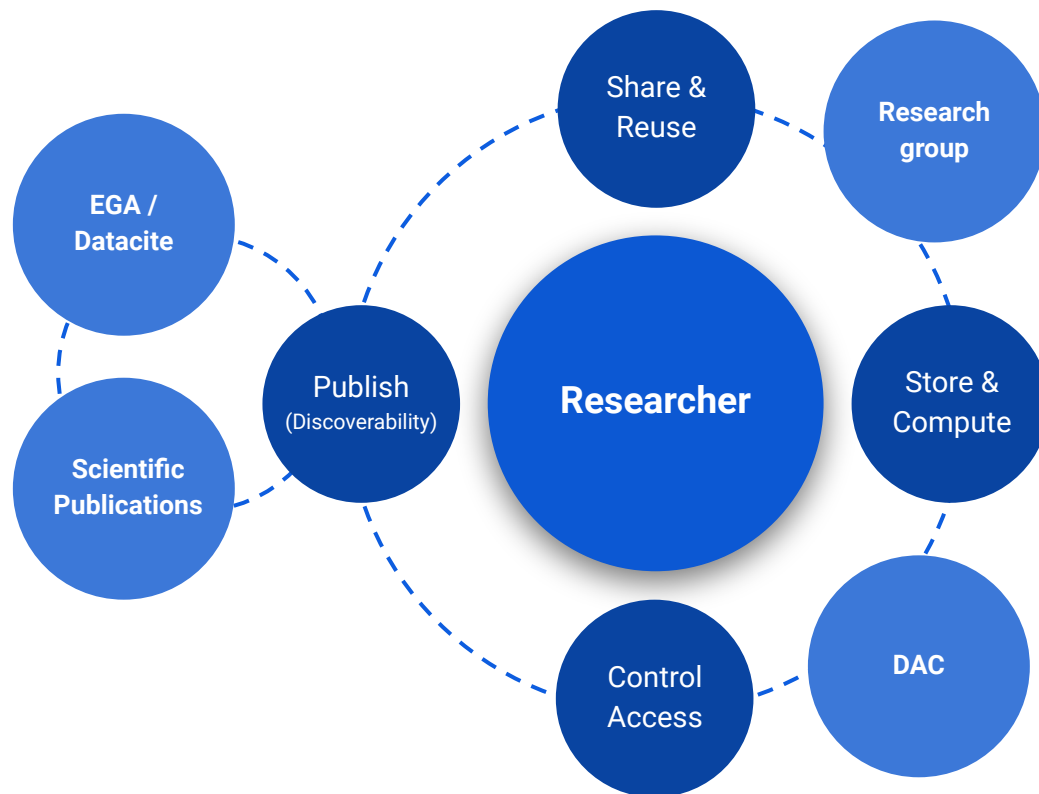 Share &
Reuse
Research
group
EGA /
Datacite
Publish
(Discoverability)
Researcher
Store &
Compute
Scientific
Publications
Control
Access
DAC